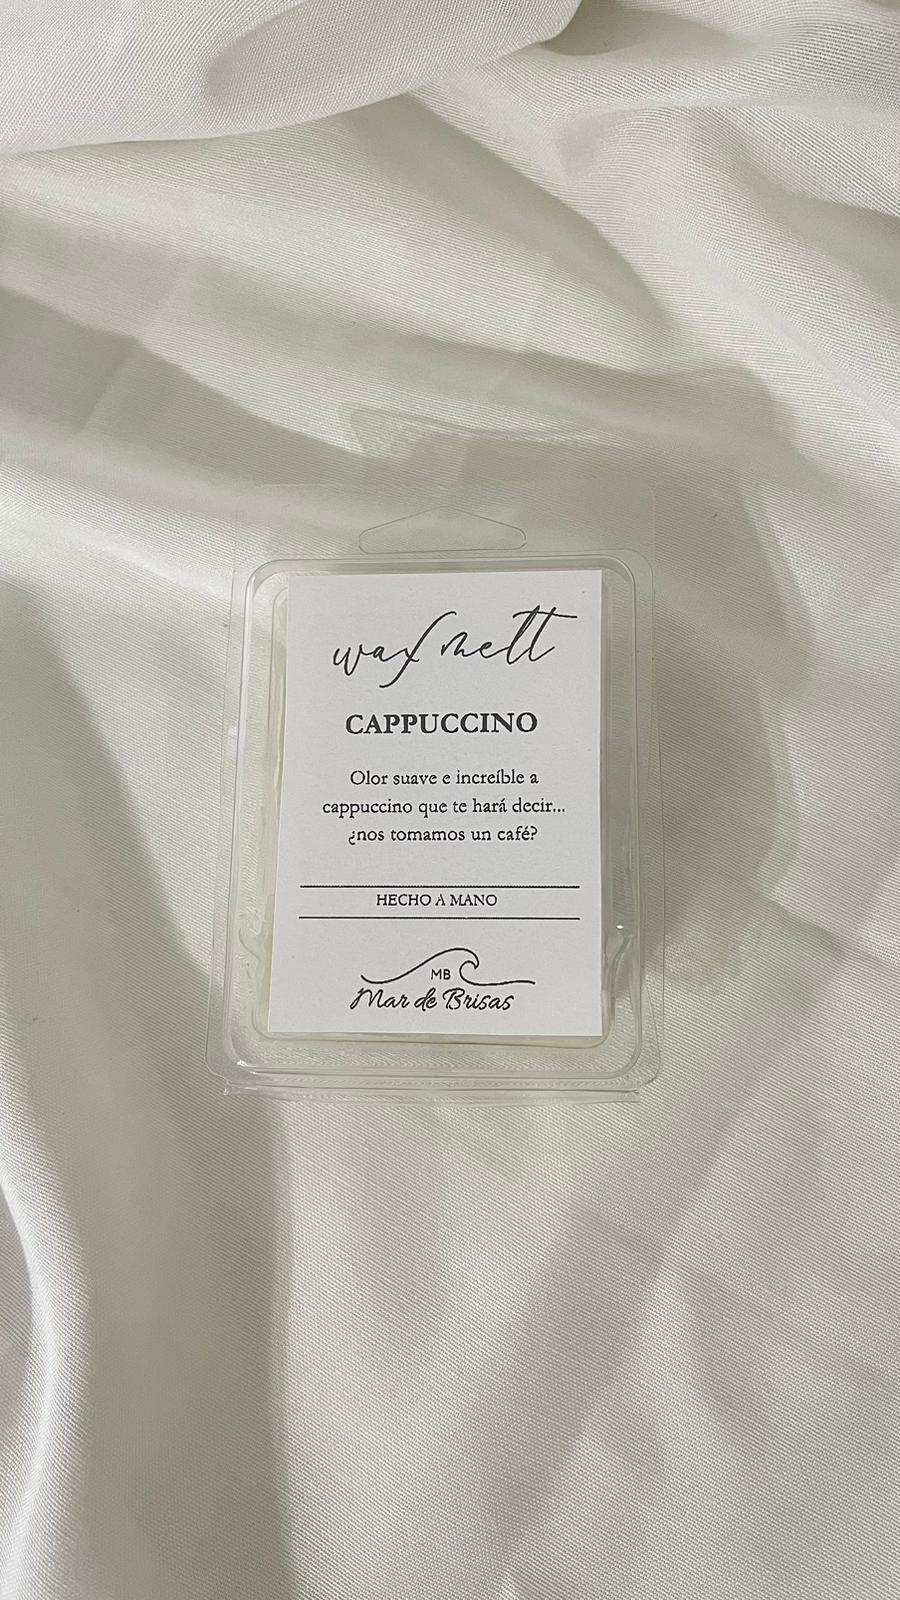 wax melt
CAPPUCCINO
Olor suave e increíble a
cappuccino que te hará decir...
¿nos tomamos un café?
HECHO A MANO
MB
Mar de Brisas